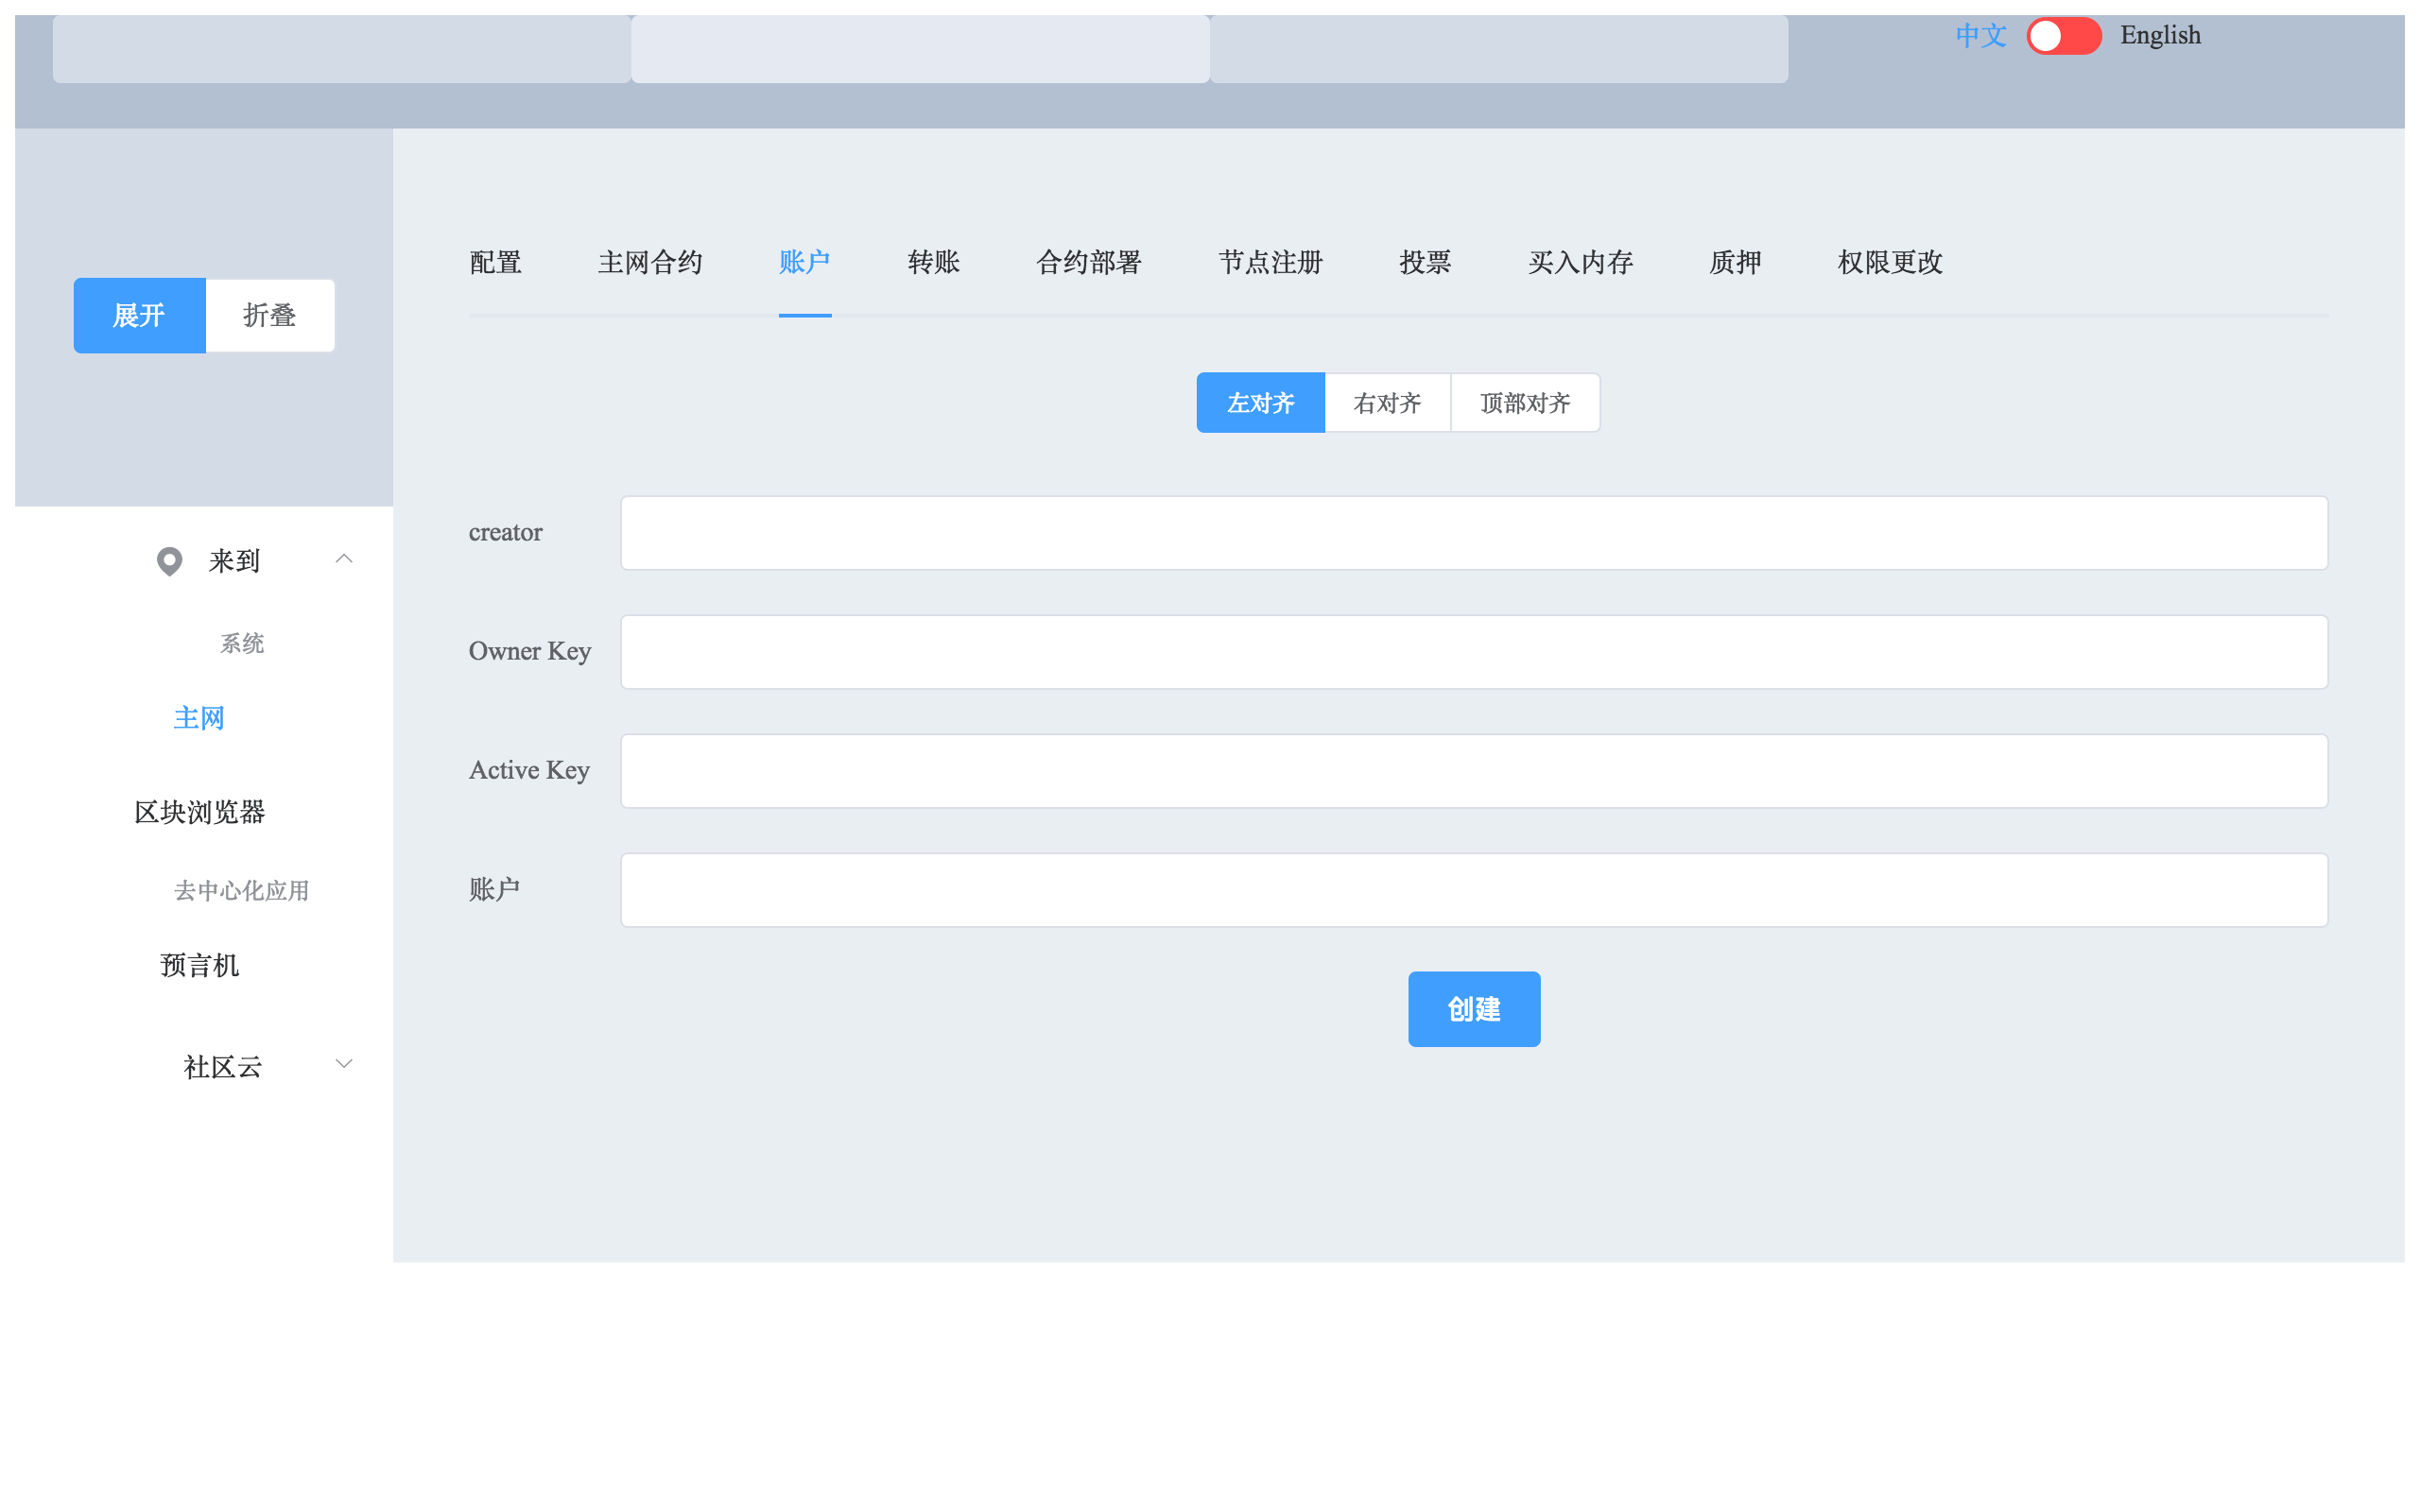 中文 English
配置 主网合约 账户 转账 合约部署 节点注册 投票 买入内存 质押 权限更改
展开 折叠
左对齐 右对齐 顶部对齐
creator
来到
系统
Owner Key
主网
Active Key
区块浏览器
账户
去中心化应用
预言机
创建
社区云